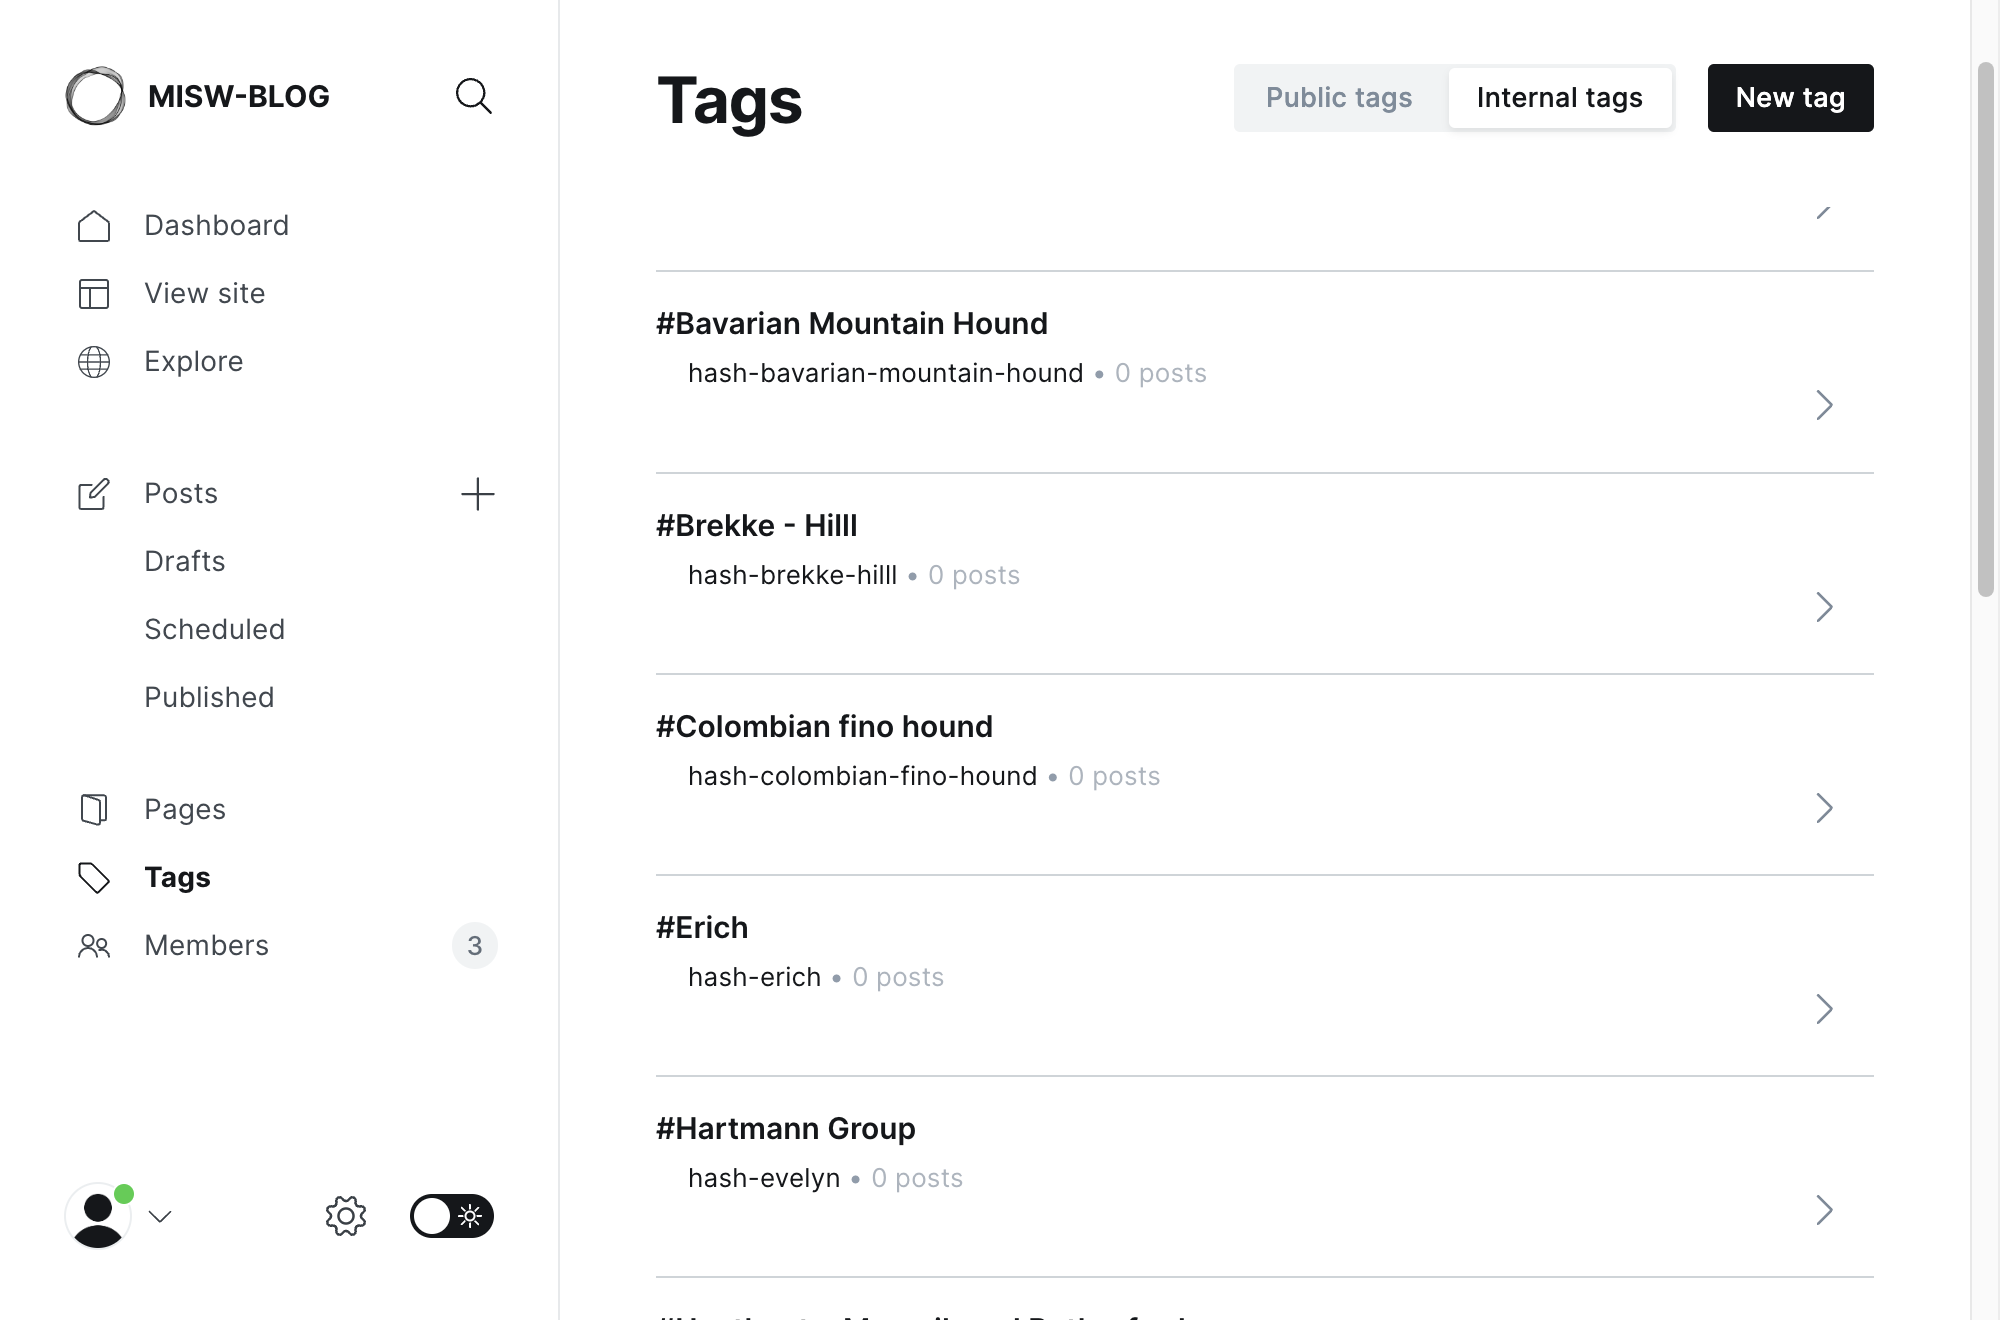 MISW-BLOG
Dashboard
View site
Explore
Posts
Drafts
Scheduled
Published
Pages
Tags
Members
3
Tags
Public tags
Internal tags
New tag
#Bavarian Mountain Hound
hash-bavarian-mountain-hound • 0 posts
#Brekke - Hilll
hash-brekke-hilll • 0 posts
#Colombian fino hound
hash-colombian-fino-hound • 0 posts
#Erich
hash-erich • 0 posts
#Hartmann Group
hash-evelyn • 0 posts